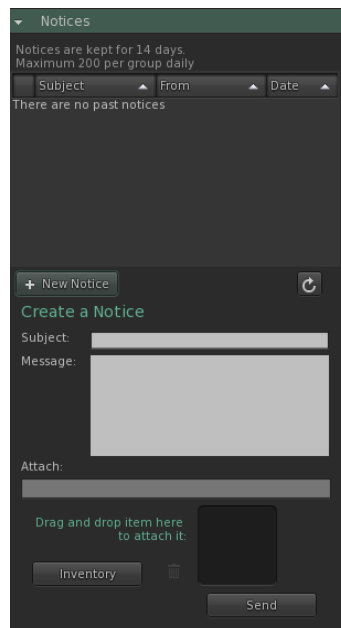 Notices
Notices are kept for 14 days.
Maximum 200 per group daily
Subject From Date
There are no past notices
+ New Notice
Create a Notice
Subject:
Message:
Attach:
Drag and drop item here
to attach it:
Inventory
Send